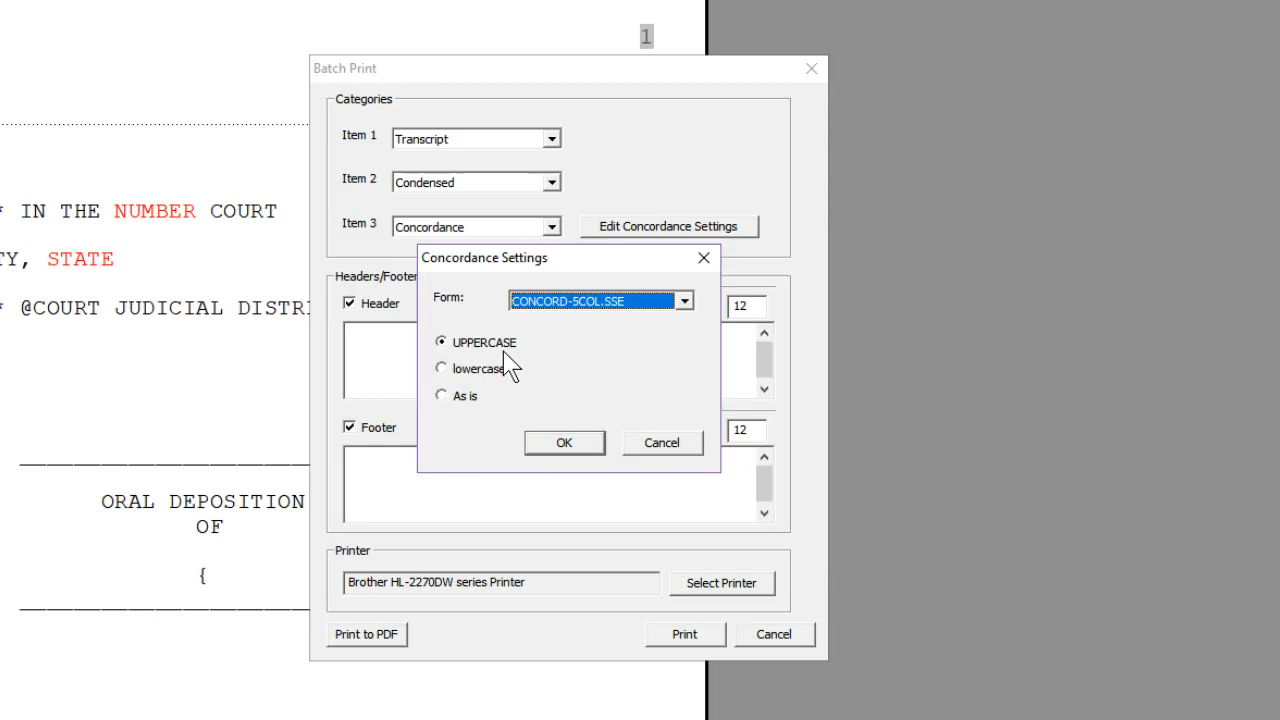 1
Batch Print
Categories
Item 1 Transcript
Item 2 Condensed
* IN THE NUMBER COURT
Item 3 Concordance Edit Concordance Settings
Concordance Settings
TY, STATE
Headers/Footer
Form: CONCORD-5COL.SSE
Header 12
* @COURT JUDICIAL DISTRI
UPPERCASE
lowercase
As is
Footer 12
OK Cancel
ORAL DEPOSITION
OF
Printer
{
Brother HL-2270DW series Printer Select Printer
Print to PDF Print Cancel